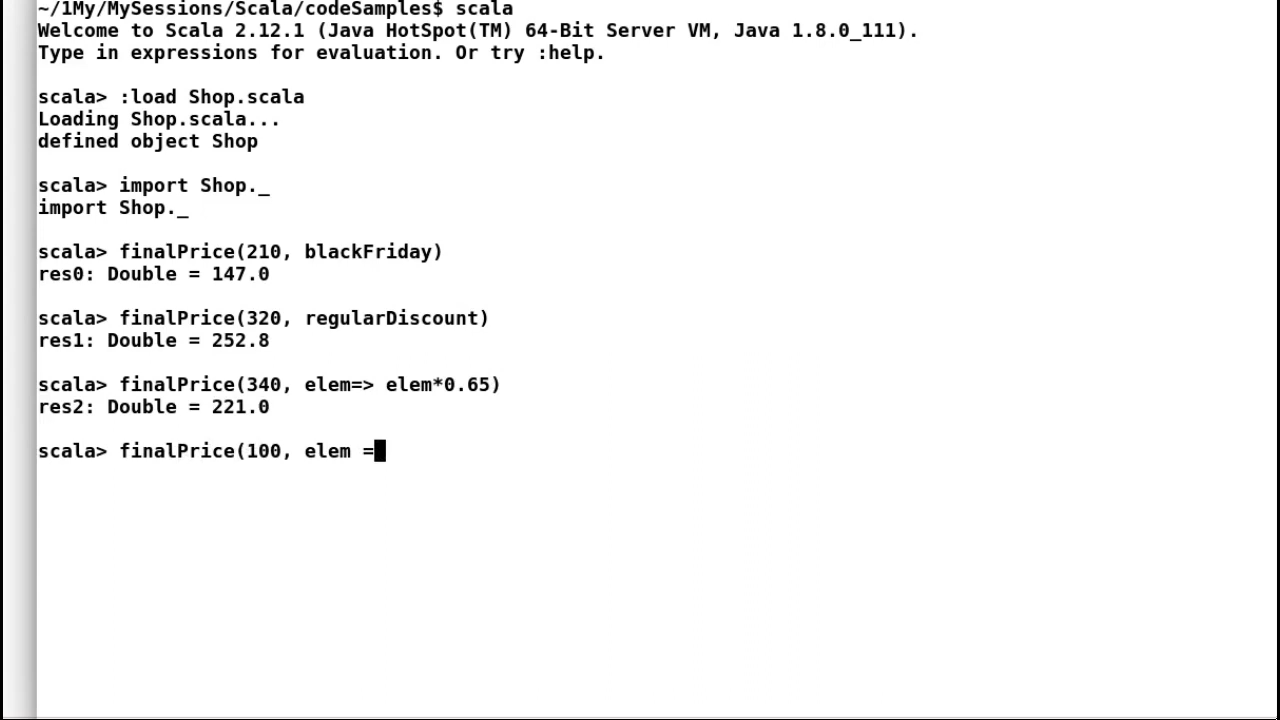 ~/1My/MySessions/Scala/codeSamples$ scala
Welcome to Scala 2.12.1 (Java HotSpot(TM) 64-Bit Server VM, Java 1.8.0_111).
Type in expressions for evaluation. Or try :help.
scala> :load Shop.scala
Loading Shop.scala...
defined object Shop
scala> import Shop._
import Shop._
scala> finalPrice(210, blackFriday)
res0: Double = 147.0
scala> finalPrice(320, regularDiscount)
res1: Double = 252.8
scala> finalPrice(340, elem=> elem*0.65)
res2: Double = 221.0
scala> finalPrice(100, elem =